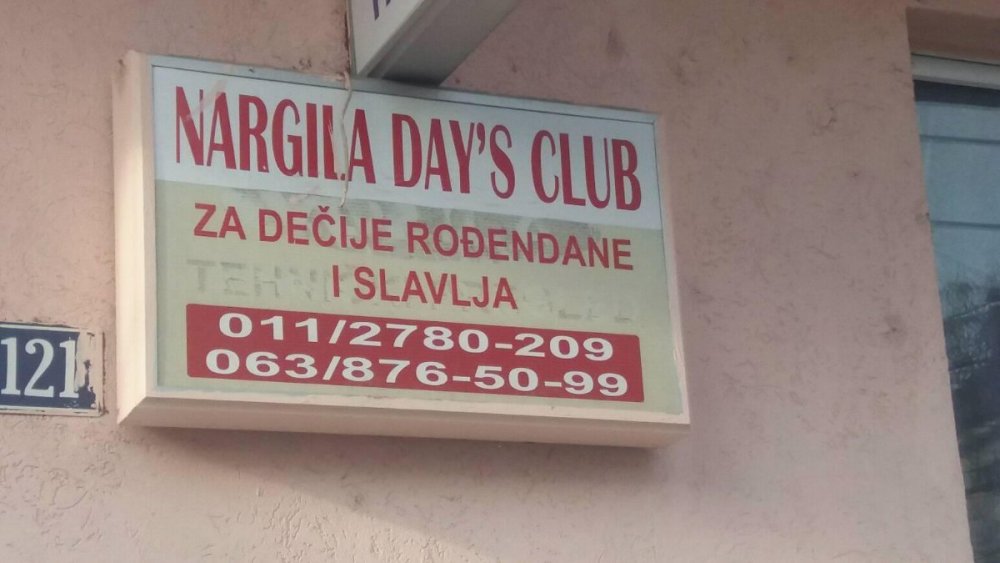 NARGILA DAY'S CLUB
ZA DEČIJE ROĐENDANE
I SLAVLJA
011/2780-209
063/876-50-99
121